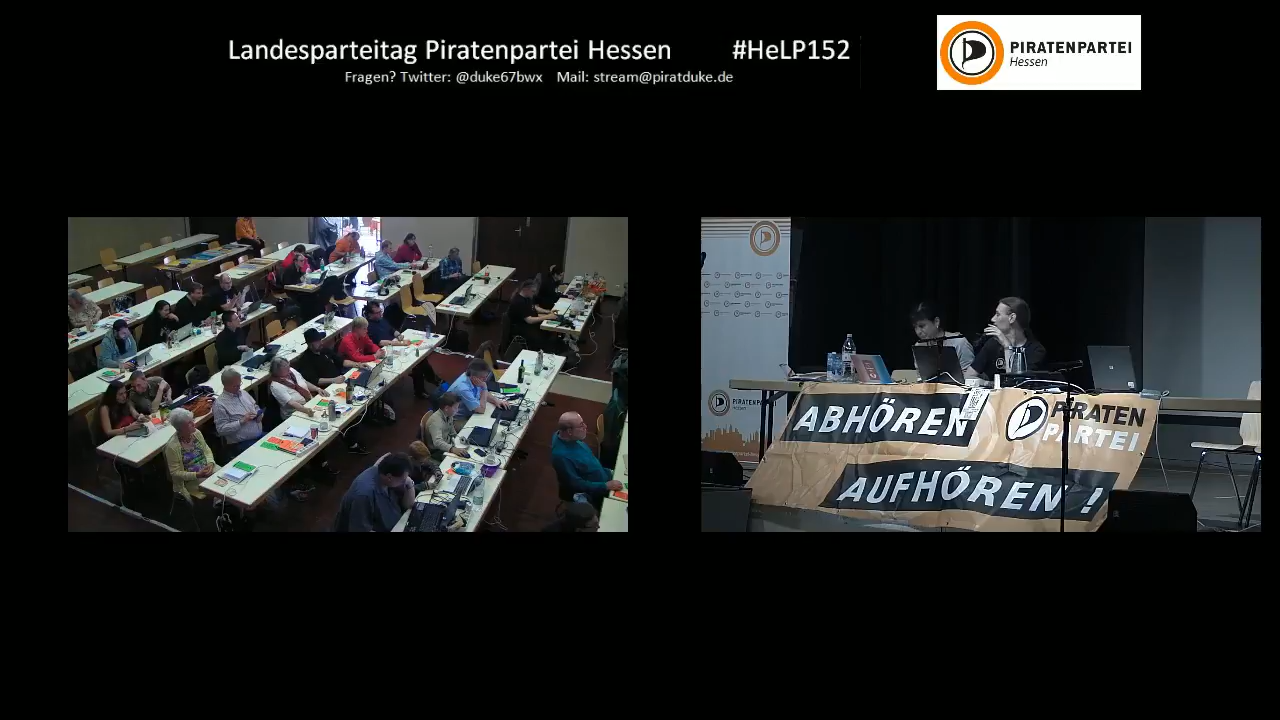 Landesparteitag Piratenpartei Hessen #HeLP152
Fragen? Twitter: @duke67bwx Mail: stream@piratduke.de
PIRATENPARTEI
Hessen
ABHÖREN
AUFHÖREN !
PIRATEN
PARTEI